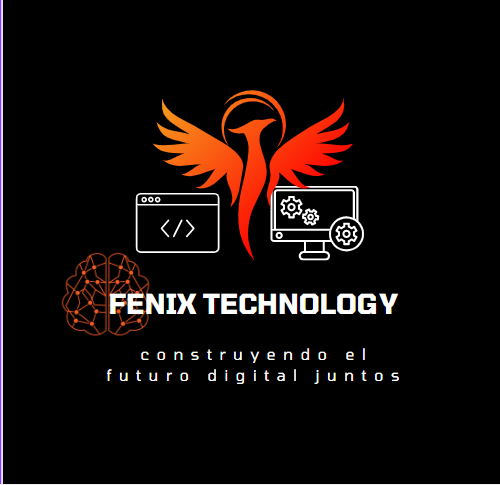 </>
FENIX TECHNOLOGY
construyendo el
futuro digital juntos